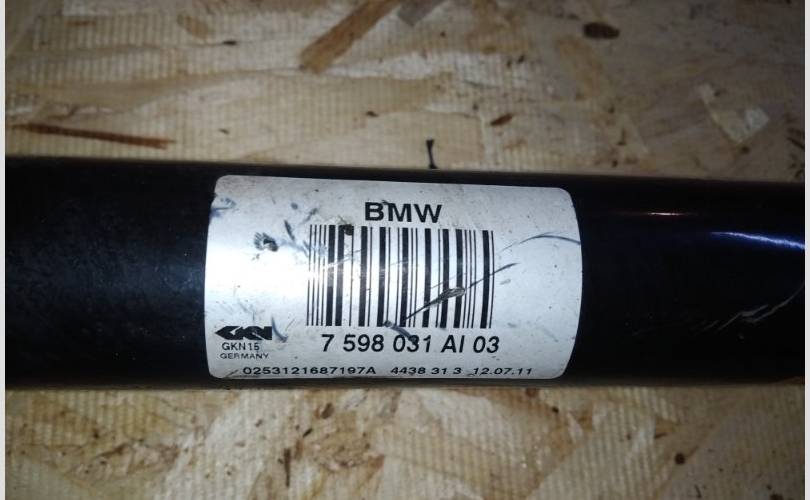 BMW
7 598 031 AI 03
GKN
GKN15
GERMANY
0253121687197A 4438 31 3 12.07.11